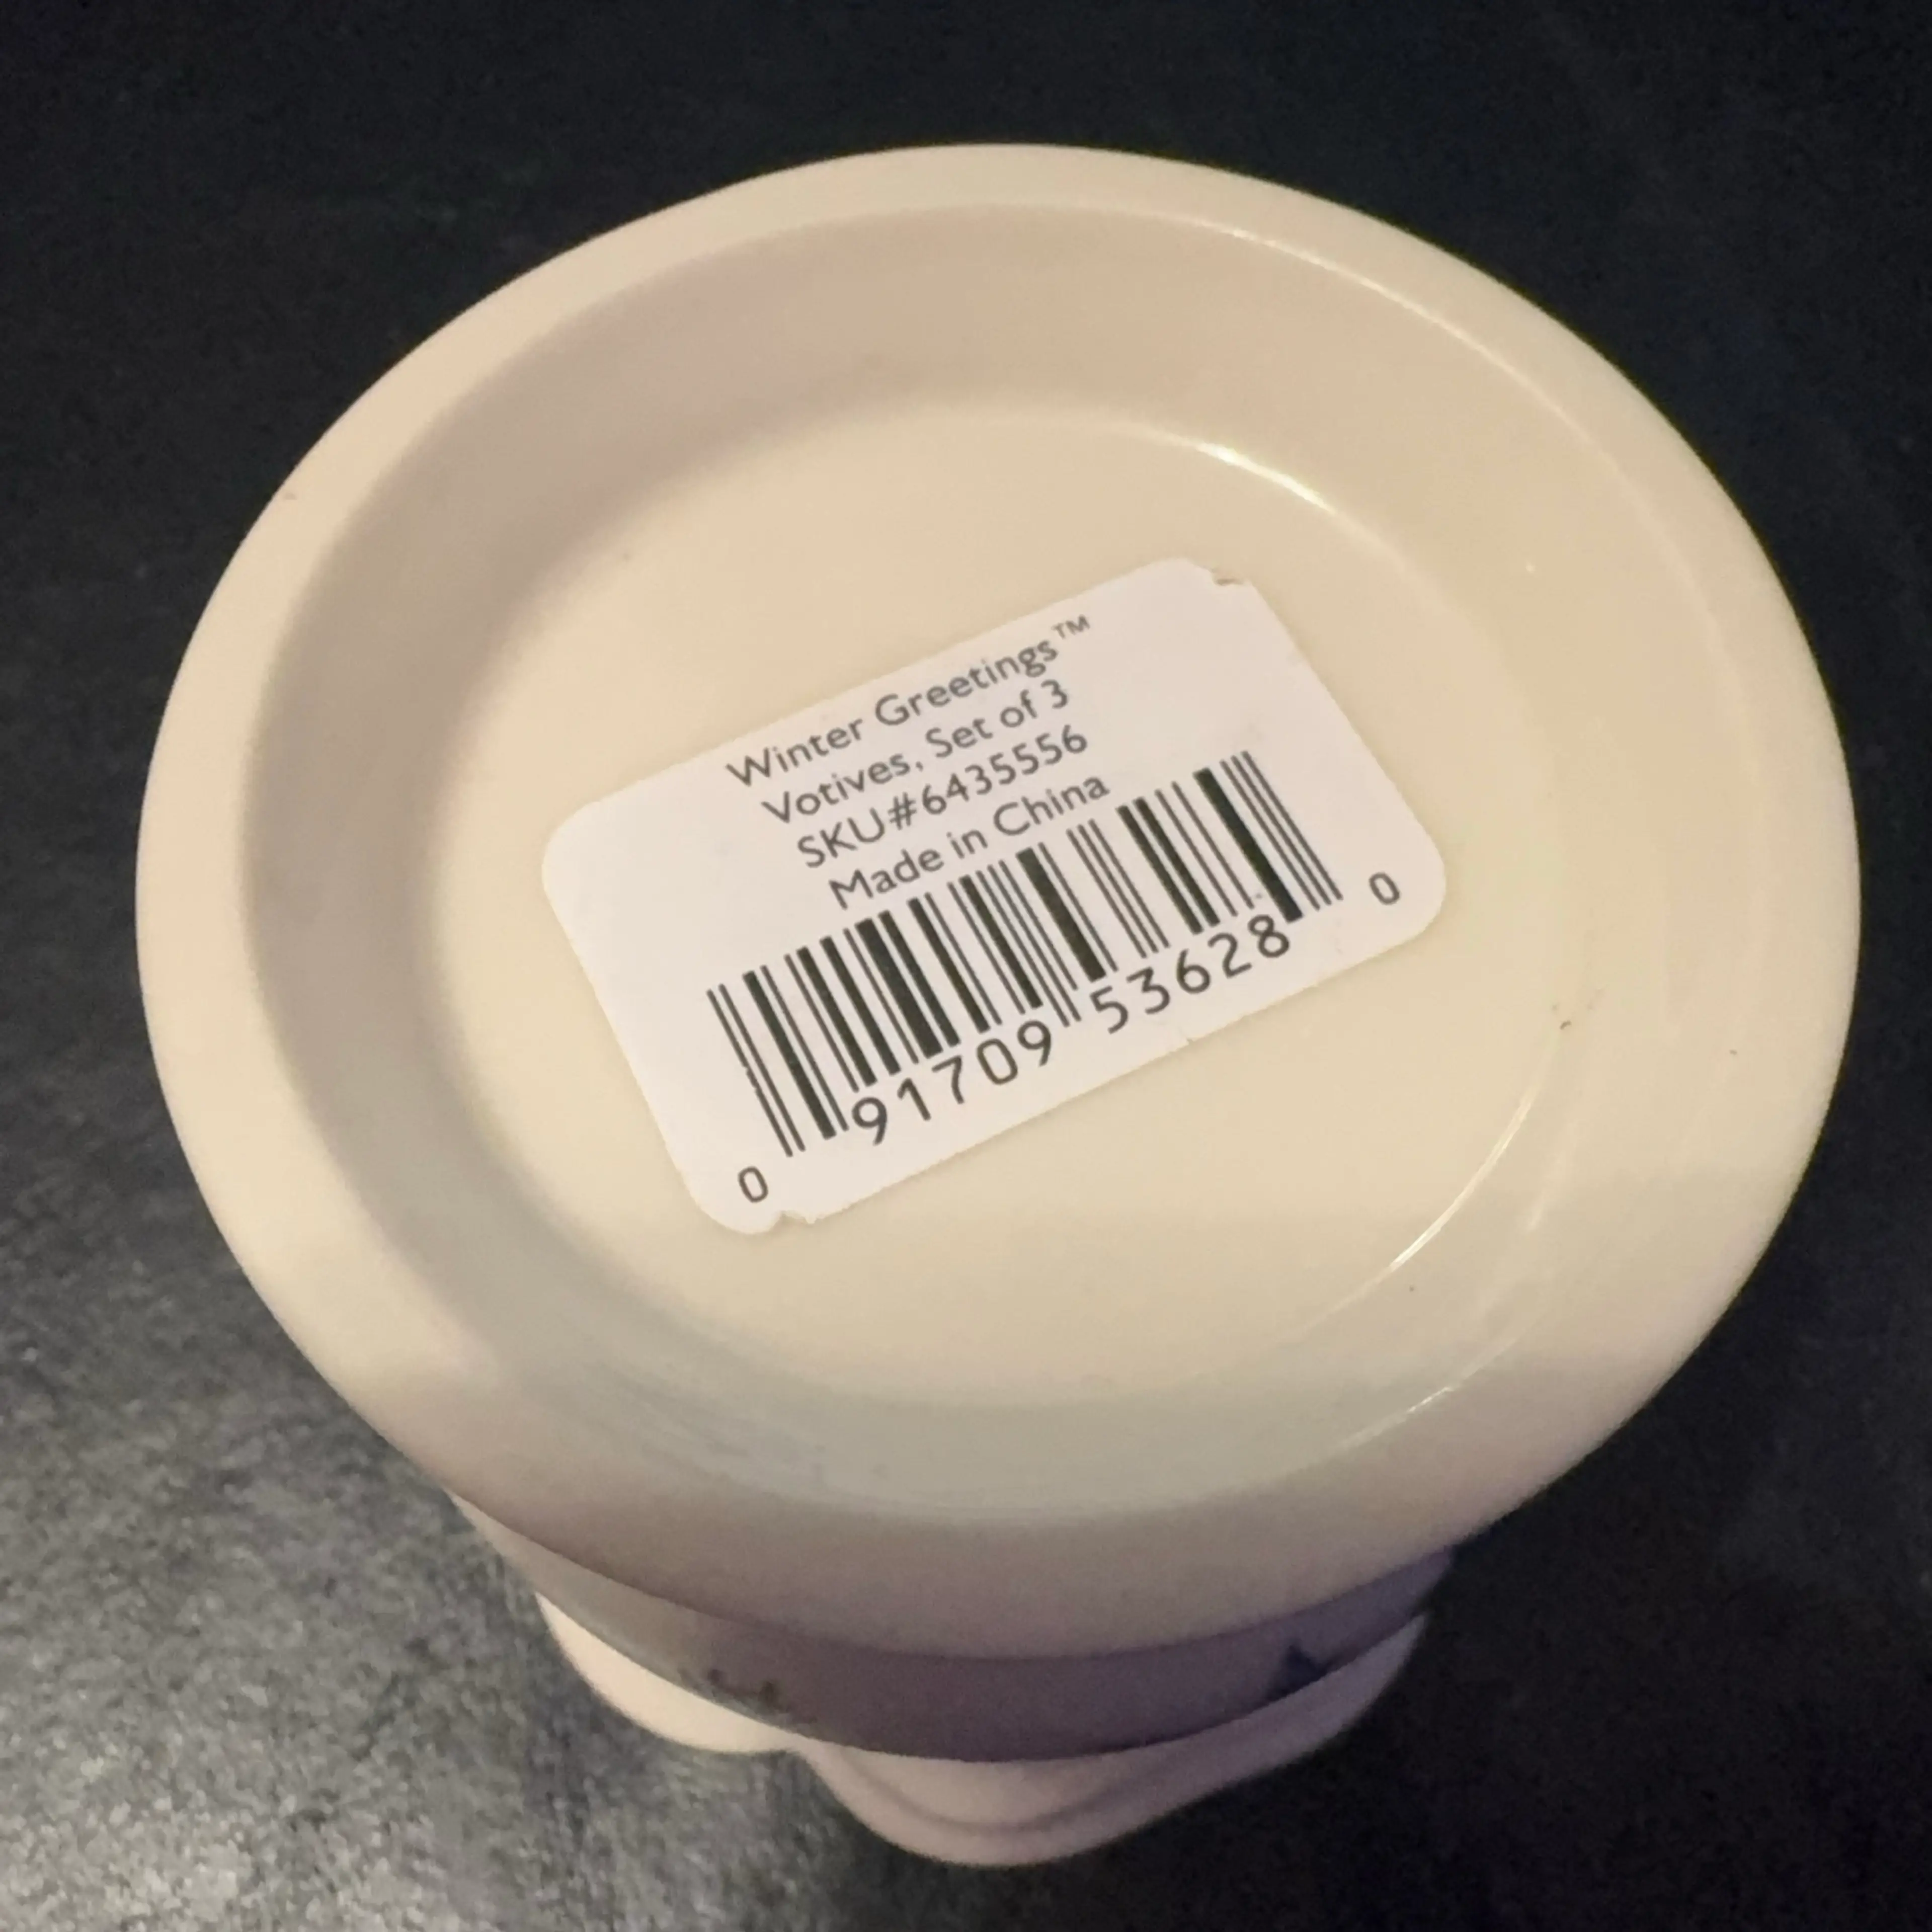 Winter Greetings™
Votives, Set of 3
SKU#6435556
Made in China
0 91709 53628 0